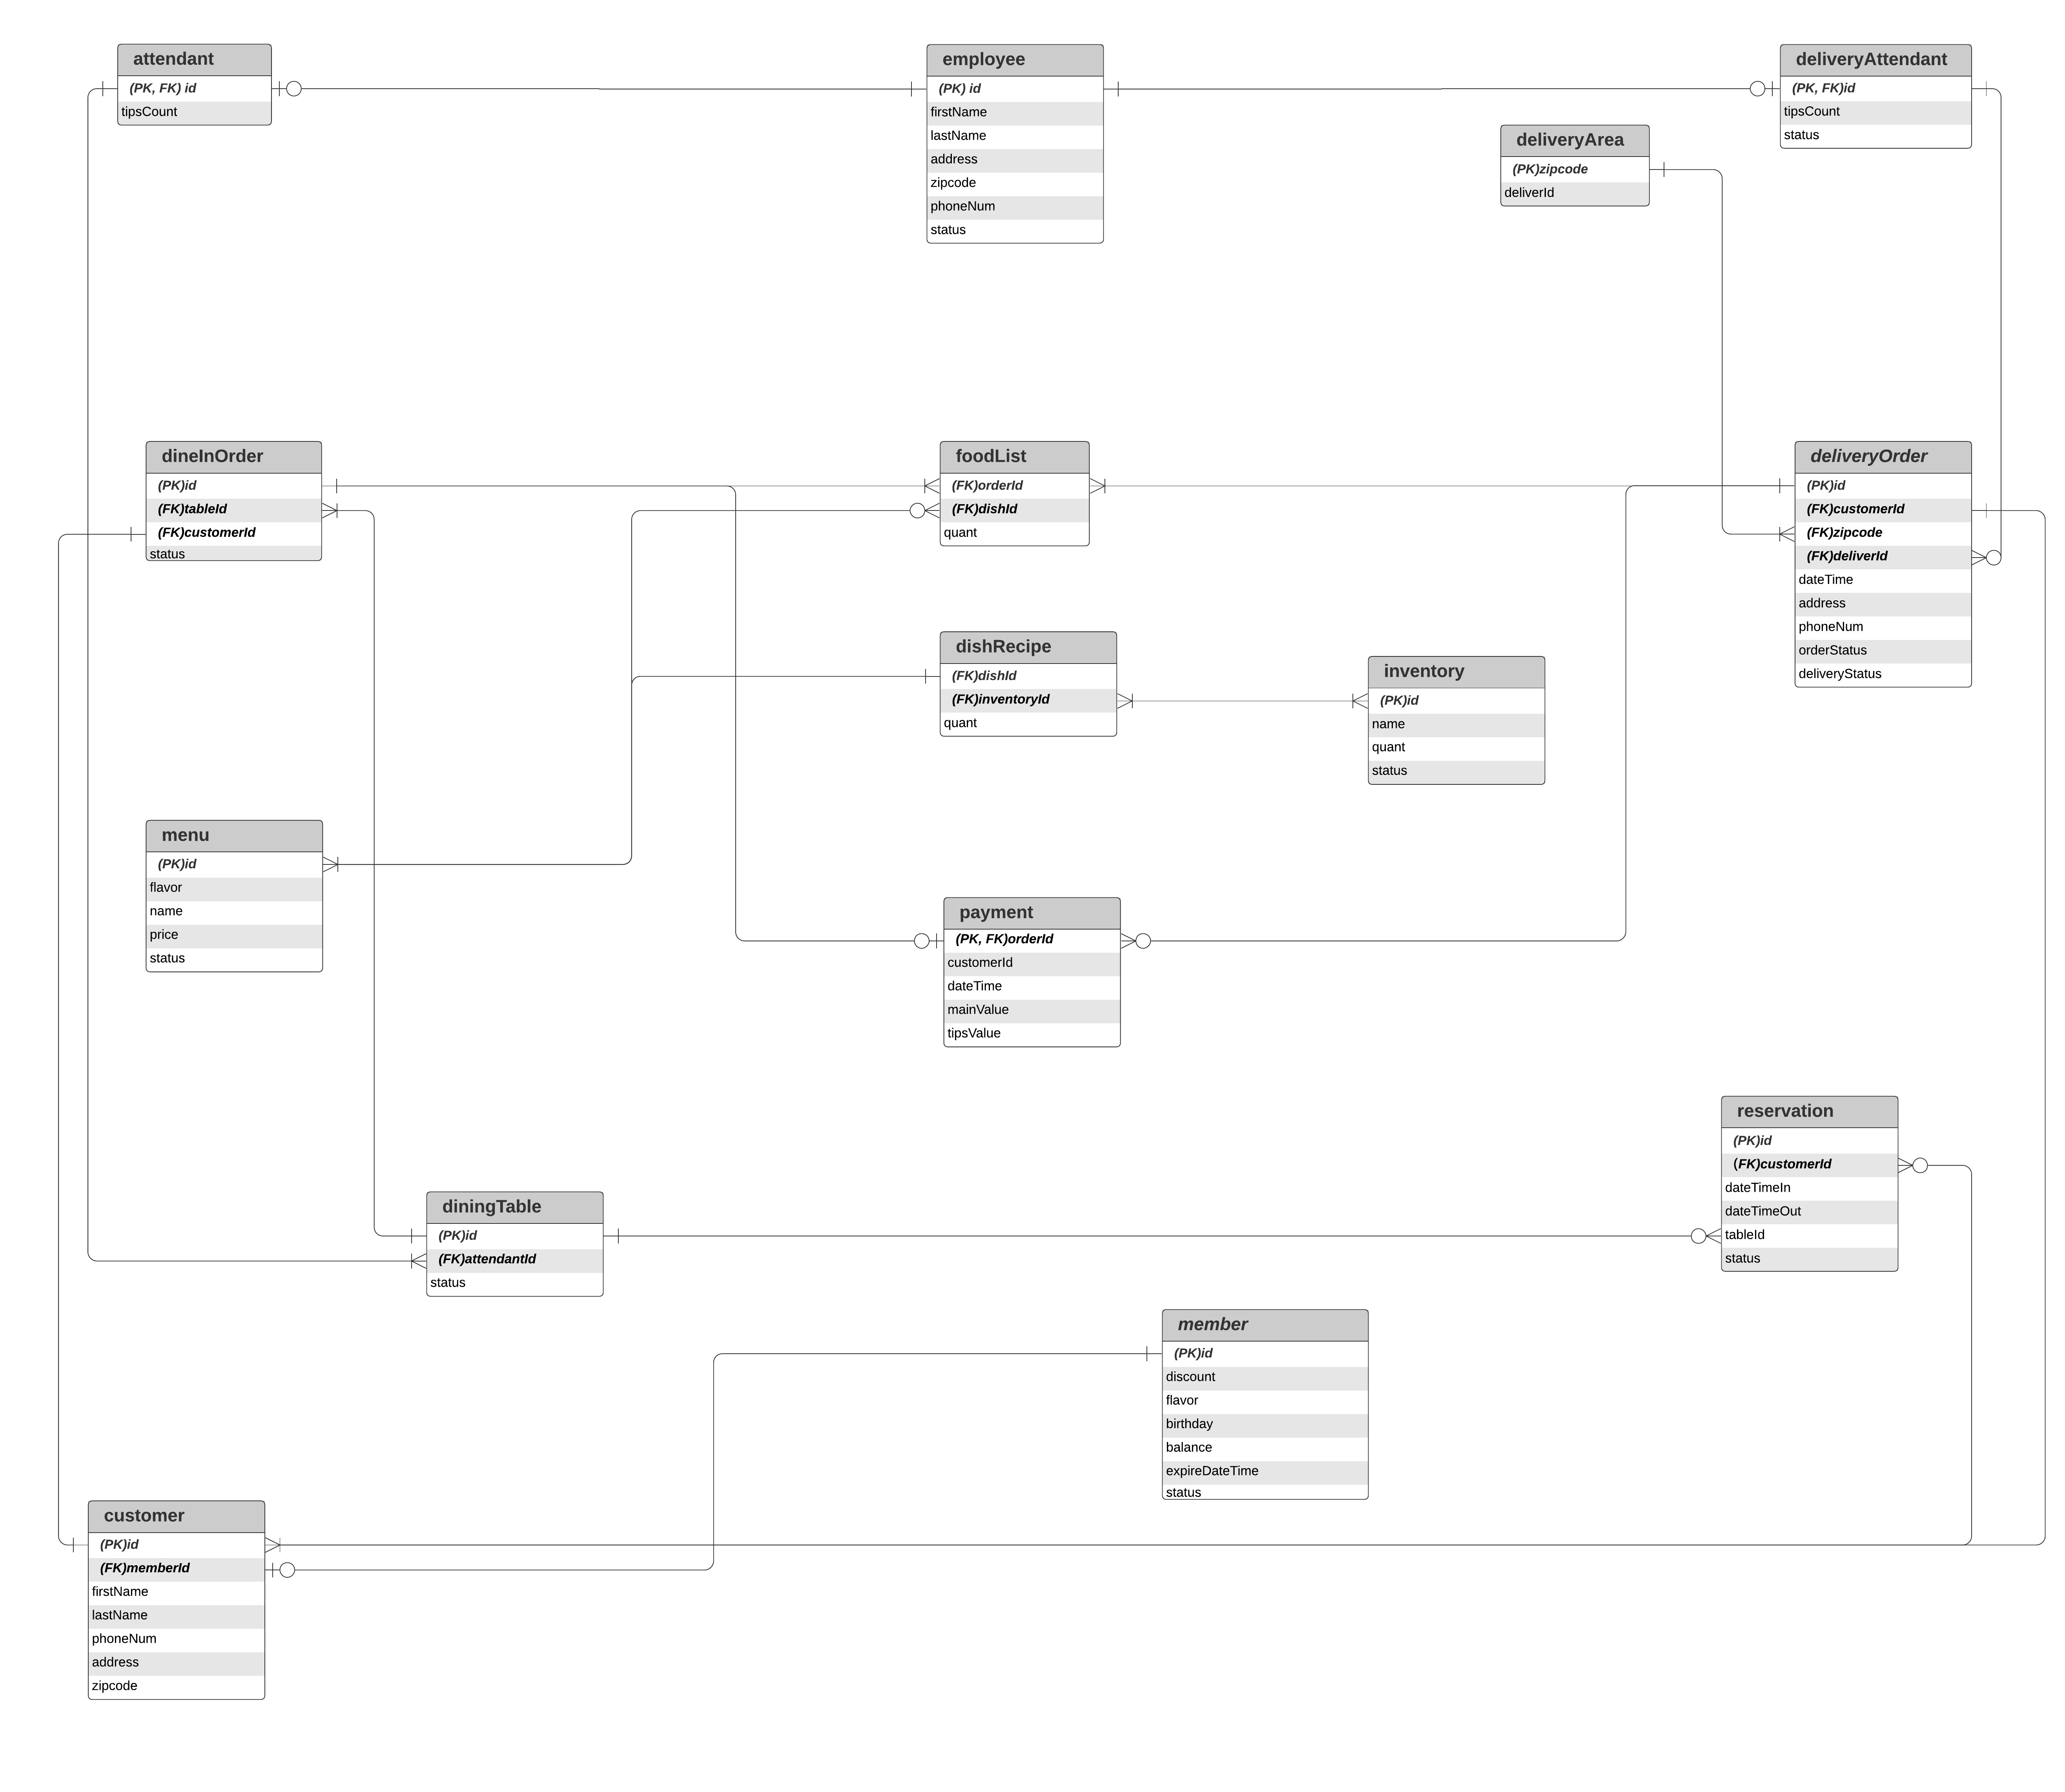 attendant
(PK, FK) id
tipsCount
employee
(PK) id
firstName
lastName
address
zipcode
phoneNum
status
deliveryAttendant
(PK, FK)id
tipsCount
status
deliveryArea
(PK)zipcode
deliverId
dineInOrder
(PK)id
(FK)tableId
(FK)customerId
status
foodList
(FK)orderId
(FK)dishId
quant
deliveryOrder
(PK)id
(FK)customerId
(FK)zipcode
(FK)deliverId
dateTime
address
phoneNum
orderStatus
deliveryStatus
dishRecipe
(FK)dishId
(FK)inventoryId
quant
inventory
(PK)id
name
quant
status
menu
(PK)id
flavor
name
price
status
payment
(PK, FK)orderId
customerId
dateTime
mainValue
tipsValue
reservation
(PK)id
(FK)customerId
dateTimeIn
dateTimeOut
tableId
status
diningTable
(PK)id
(FK)attendantId
status
member
(PK)id
discount
flavor
birthday
balance
expireDateTime
status
customer
(PK)id
(FK)memberId
firstName
lastName
phoneNum
address
zipcode